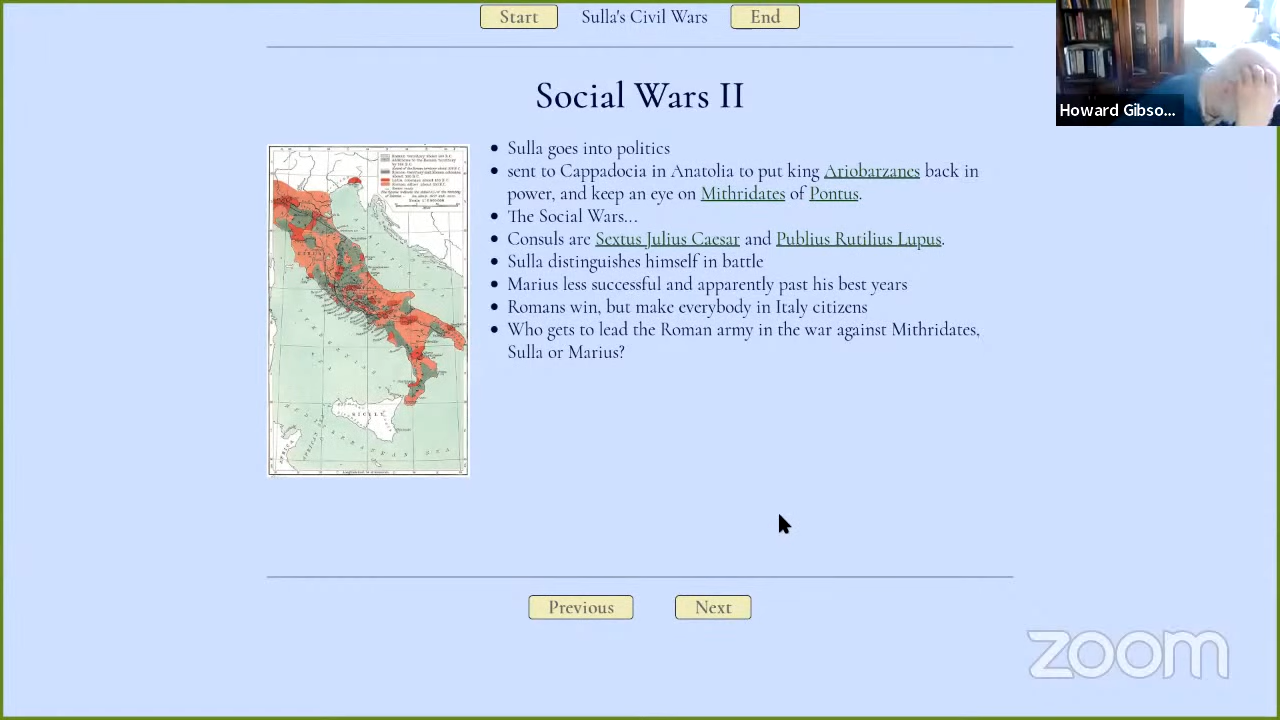 Start Sulla's Civil Wars End
Howard Gibso...
Social Wars II
Sulla goes into politics
sent to Cappadocia in Anatolia to put king Ariobarzanes back in
power, and keep an eye on Mithridates of Pontus.
The Social Wars...
Consuls are Sextus Julius Caesar and Publius Rutilius Lupus.
Sulla distinguishes himself in battle
Marius less successful and apparently past his best years
Romans win, but make everybody in Italy citizens
Who gets to lead the Roman army in the war against Mithridates,
Sulla or Marius?
SICILY
Previous Next
zoom